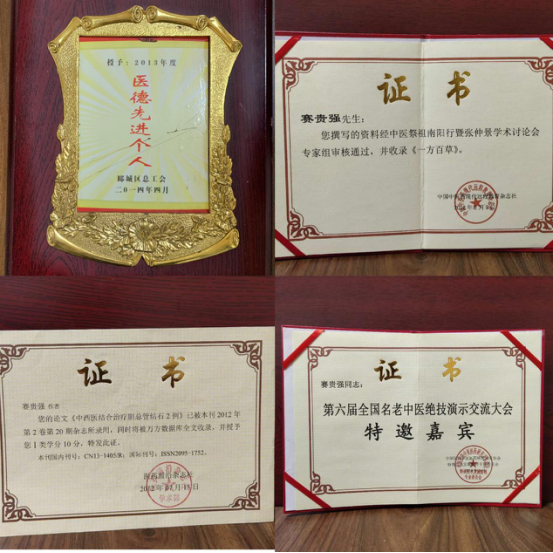 授予：2013年度
医德先进个人
郾城区总工会
二〇一四年四月
证书
赛贵强先生：
您撰写的资料经中医祭祖南阳行暨张仲景学术讨论会
专家组审核通过，并收录《一方百草》。
证书
赛贵强 作者：
您的论文《中西医结合治疗胆总管结石2例》已被本刊2012年
第2卷第20期杂志所录用，同时将被万方数据库全文收录，并授予
您I类学分10分，特发此证。
本刊国内刊号：CN13-1405/R；国际刊号：ISSN2095-1752。
证书
赛贵强同志：
第六届全国名老中医绝技演示交流大会
特邀嘉宾